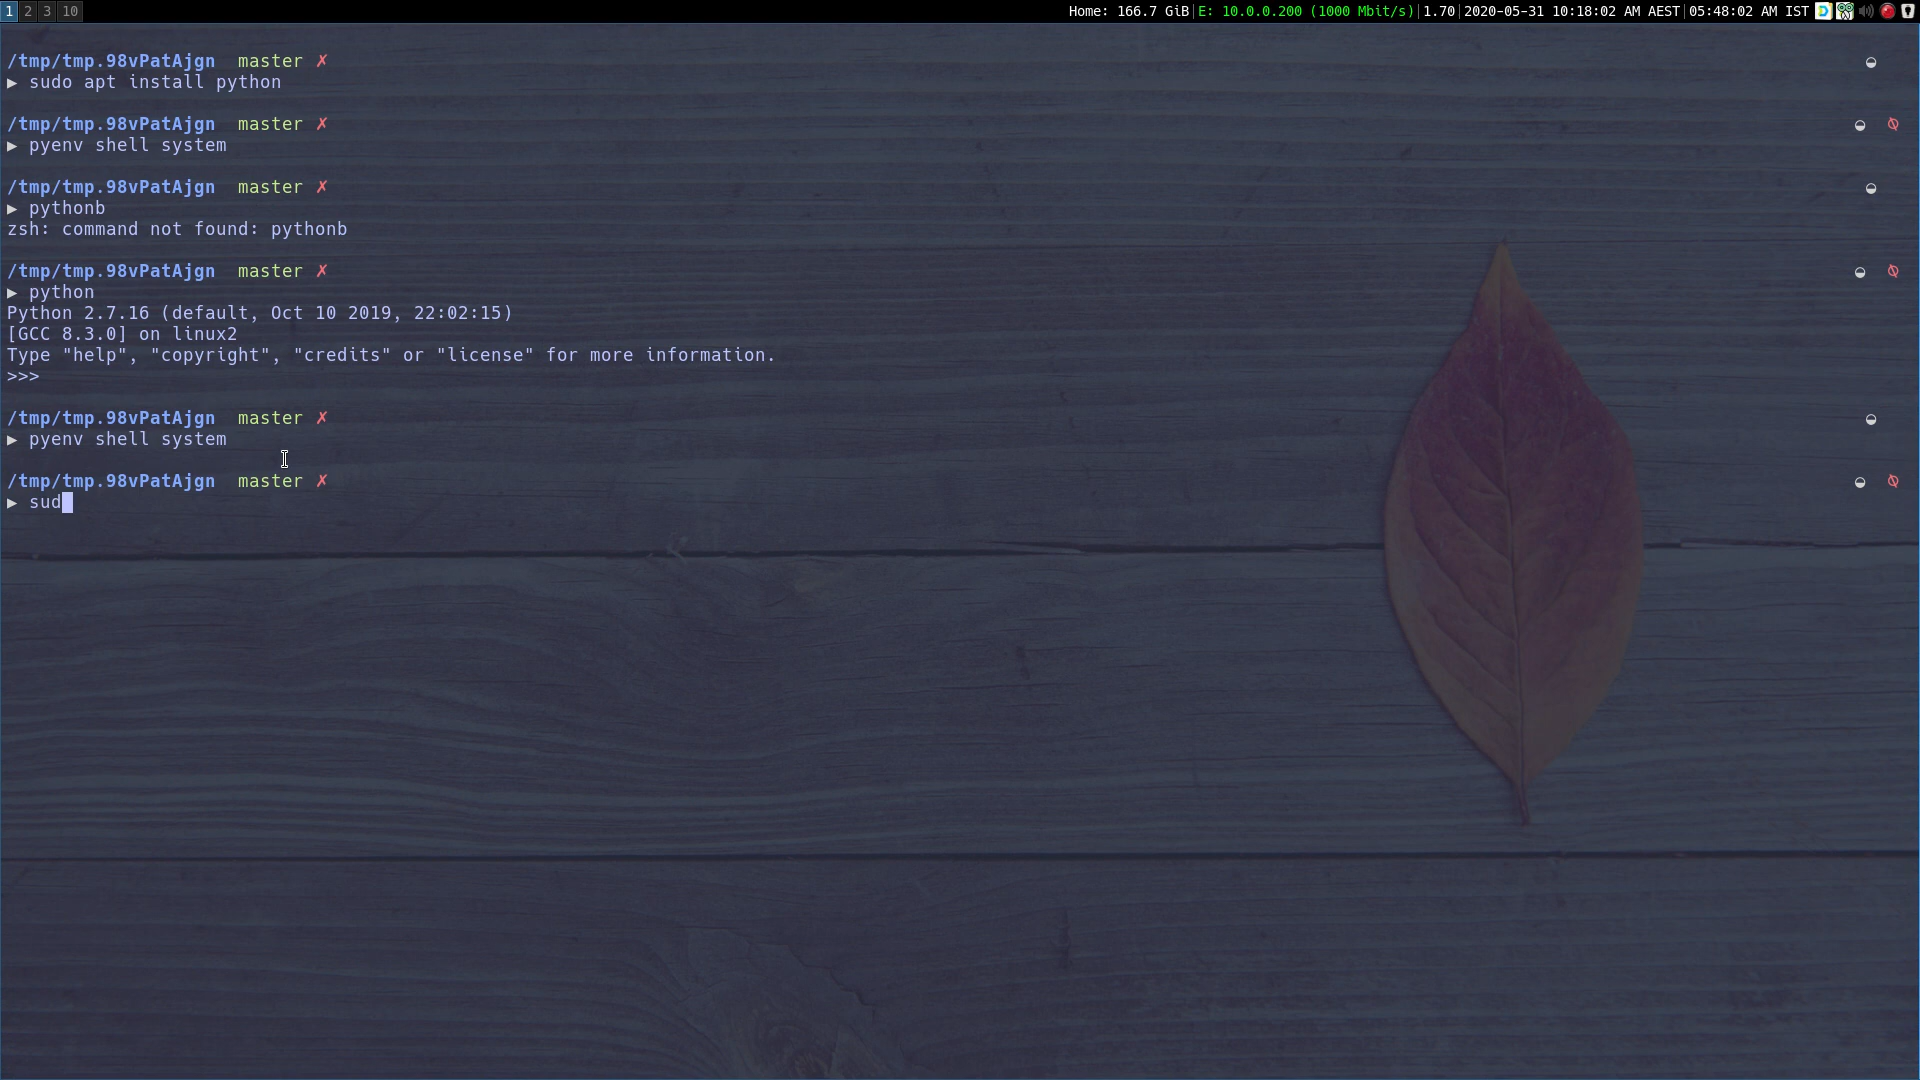 1 2 3 10 Home: 166.7 GiB|E: 10.0.0.200 (1000 Mbit/s)|1.70|2020-05-31 10:18:02 AM AEST|05:48:02 AM IST
/tmp/tmp.98vPatAjgn master ✗
▶ sudo apt install python
/tmp/tmp.98vPatAjgn master ✗
▶ pyenv shell system
/tmp/tmp.98vPatAjgn master ✗
▶ pythonb
zsh: command not found: pythonb
/tmp/tmp.98vPatAjgn master ✗
▶ python
Python 2.7.16 (default, Oct 10 2019, 22:02:15)
[GCC 8.3.0] on linux2
Type "help", "copyright", "credits" or "license" for more information.
>>>
/tmp/tmp.98vPatAjgn master ✗
▶ pyenv shell system
/tmp/tmp.98vPatAjgn master ✗
▶ sud